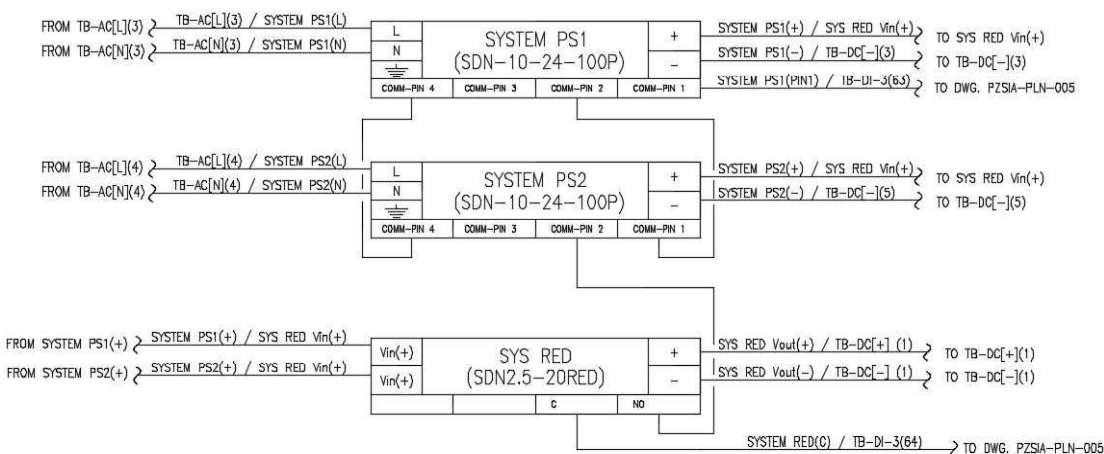 FROM TB-AC[L](3) TB-AC[L](3) / SYSTEM PS1(L)
FROM TB-AC[N](3) TB-AC[N](3) / SYSTEM PS1(N)
L
N
SYSTEM PS1
(SDN-10-24-100P)
+
-
SYSTEM PS1(+) / SYS RED Vin(+) TO SYS RED Vin(+)
SYSTEM PS1(-) / TB-DC[-](3) TO TB-DC[-](3)
SYSTEM PS1(PIN1) / TB-DI-3(63) TO DWG. PZSIA-PLN-005
COMM-PIN 4 COMM-PIN 3 COMM-PIN 2 COMM-PIN 1
FROM TB-AC[L](4) TB-AC[L](4) / SYSTEM PS2(L)
FROM TB-AC[N](4) TB-AC[N](4) / SYSTEM PS2(N)
L
N
SYSTEM PS2
(SDN-10-24-100P)
+
-
SYSTEM PS2(+) / SYS RED Vin(+) TO SYS RED Vin(+)
SYSTEM PS2(-) / TB-DC[-](5) TO TB-DC[-](5)
COMM-PIN 4 COMM-PIN 3 COMM-PIN 2 COMM-PIN 1
FROM SYSTEM PS1(+) SYSTEM PS1(+) / SYS RED Vin(+)
FROM SYSTEM PS2(+) SYSTEM PS2(+) / SYS RED Vin(+)
Vin(+)
Vin(+)
SYS RED
(SDN2.5-20RED)
+
-
SYS RED Vout(+) / TB-DC[+] (1) TO TB-DC[+](1)
SYS RED Vout(-) / TB-DC[-] (1) TO TB-DC[-](1)
C NO
SYSTEM RED(C) / TB-DI-3(64) TO DWG. PZSIA-PLN-005